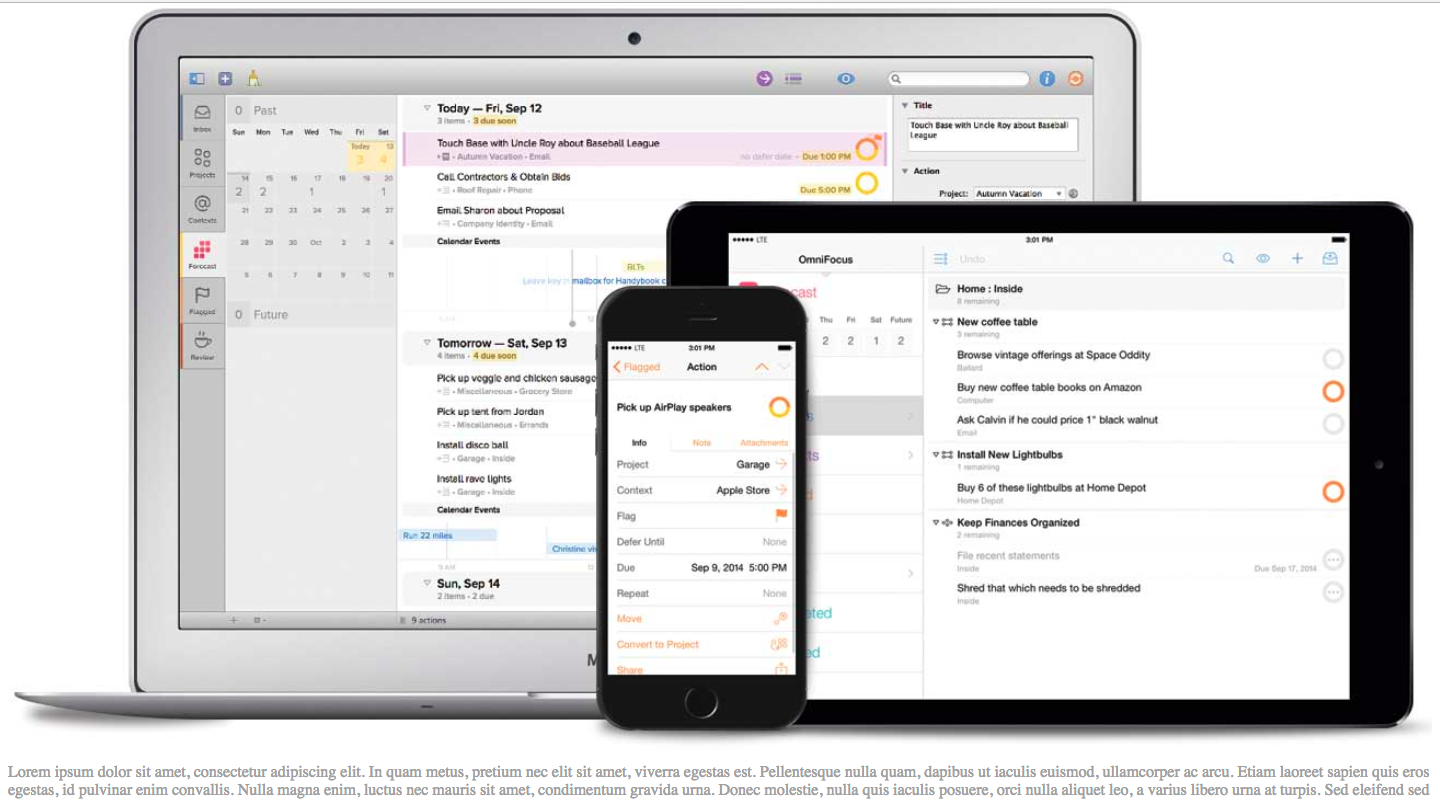 Today — Fri, Sep 12
3 items • 3 due soon
Touch Base with Uncle Roy about Baseball League
Autumn Vacation • Email
no defer date – Due 1:00 PM
Call Contractors & Obtain Bids
Roof Repair • Phone
Due 5:00 PM
Email Sharon about Proposal
Company Identity • Email
Calendar Events
BLTs
Leave key in mailbox for Handybook c
9 AM
12
Tomorrow — Sat, Sep 13
4 items • 4 due soon
Pick up veggie and chicken sausage
Miscellaneous • Grocery Store
Pick up tent from Jordan
Miscellaneous • Errands
Install disco ball
Garage • Inside
Install rave lights
Garage • Inside
Calendar Events
Run 22 miles
Christine vi
9 AM
12
Sun, Sep 14
2 items • 2 due
9 actions
Inbox
Projects
Contexts
Forecast
Flagged
Review
0 Past
Sun Mon Tue Wed Thu Fri Sat
Today 13
3 4
14 15 16 17 18 19 20
2 2 1 1
21 22 23 24 25 26 27
28 29 30 Oct 2 3 4
5 6 7 8 9 10 11
0 Future
Title
Touch Base with Uncle Roy about Baseball
League
Action
Project: Autumn Vacation
M
LTE
3:01 PM
Flagged
Action
Pick up AirPlay speakers
Info Note Attachments
Project Garage
Context Apple Store
Flag
Defer Until None
Due Sep 9, 2014 5:00 PM
Repeat None
Move
Convert to Project
Share
LTE
3:01 PM
OmniFocus
Undo
cast
Thu Fri Sat Future
2 2 1 2
s
ts
d
eted
ed
Home : Inside
8 remaining
New coffee table
3 remaining
Browse vintage offerings at Space Oddity
Ballard
Buy new coffee table books on Amazon
Computer
Ask Calvin if he could price 1" black walnut
Email
Install New Lightbulbs
1 remaining
Buy 6 of these lightbulbs at Home Depot
Home Depot
Keep Finances Organized
2 remaining
File recent statements
Inside
Due Sep 17, 2014
Shred that which needs to be shredded
Inside
Lorem ipsum dolor sit amet, consectetur adipiscing elit. In quam metus, pretium nec elit sit amet, viverra egestas est. Pellentesque nulla quam, dapibus ut iaculis euismod, ullamcorper ac arcu. Etiam laoreet sapien quis eros
egestas, id pulvinar enim convallis. Nulla magna enim, luctus nec mauris sit amet, condimentum gravida urna. Donec molestie, nulla quis iaculis posuere, orci nulla aliquet leo, a varius libero urna at turpis. Sed eleifend sed